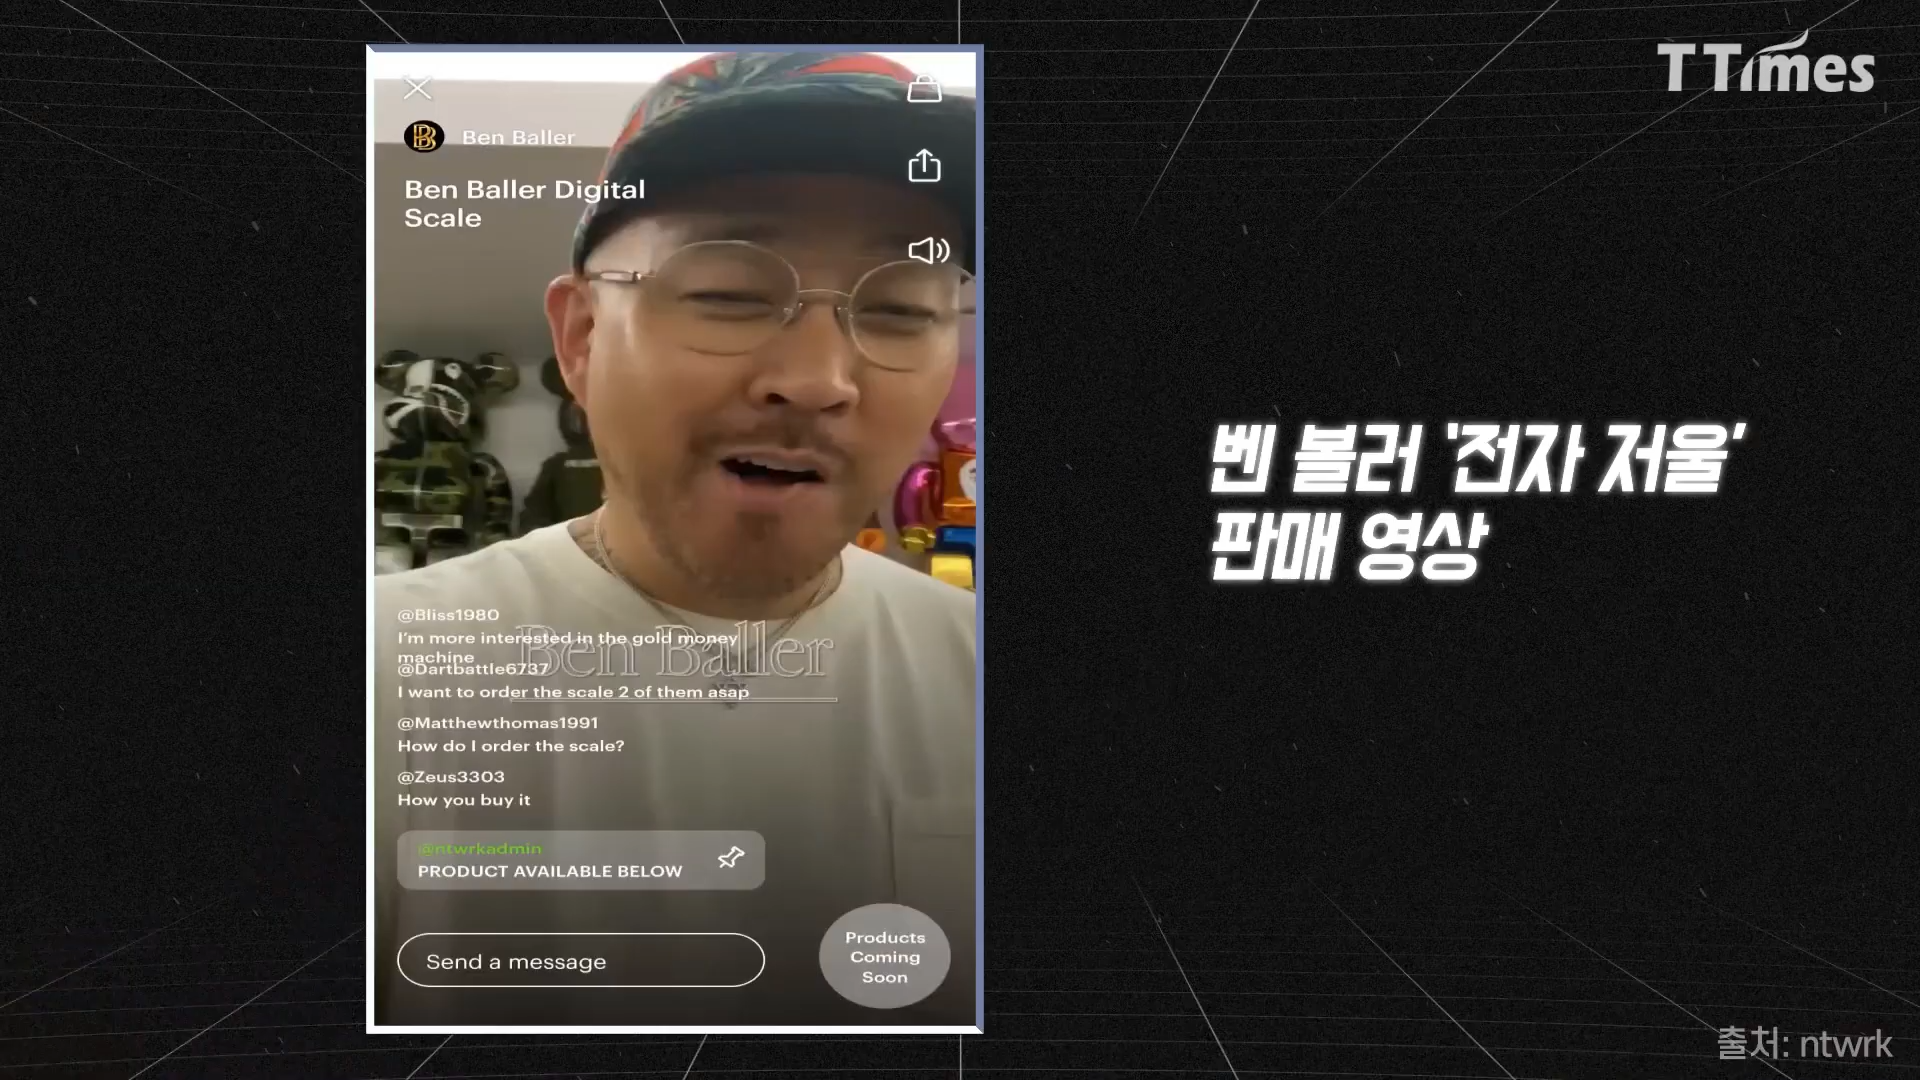 TTimes
Ben Baller
Ben Baller Digital
Scale
벤 볼러 '전자 저울'
판매 영상
@Bliss1980
I'm more interested in the gold money
machine
@Dartbattle6737
I want to order the scale 2 of them asap
Ben Baller
@Matthewthomas1991
How do I order the scale?
@Zeus3303
How you buy it
@ntwrkadmin
PRODUCT AVAILABLE BELOW
Send a message
Products
Coming
Soon
출처: ntwrk